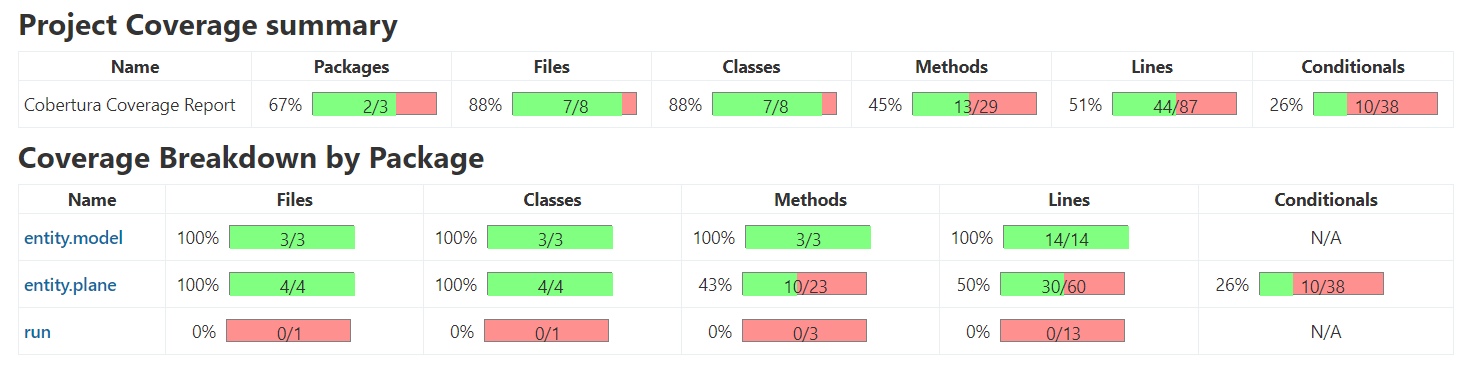 Project Coverage summary
Name Packages Files Classes Methods Lines Conditionals
Cobertura Coverage Report 67% 2/3 88% 7/8 88% 7/8 45% 13/29 51% 44/87 26% 10/38
Coverage Breakdown by Package
Name Files Classes Methods Lines Conditionals
entity.model 100% 3/3 100% 3/3 100% 3/3 100% 14/14 N/A
entity.plane 100% 4/4 100% 4/4 43% 10/23 50% 30/60 26% 10/38
run 0% 0/1 0% 0/1 0% 0/3 0% 0/13 N/A